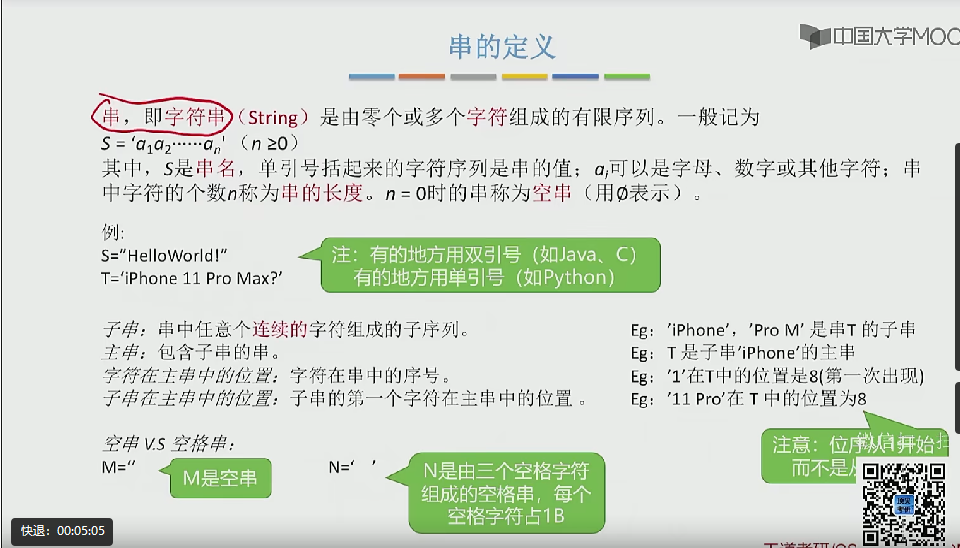 串的定义
中国大学MOO
串，即字符串（String）是由零个或多个字符组成的有限序列。一般记为
S = ‘a1a2······an' （n ≥0）
其中，S是串名，单引号括起来的字符序列是串的值；ai可以是字母、数字或其他字符；串
中字符的个数n称为串的长度。n = 0时的串称为空串（用∅表示）。
例:
S="HelloWorld!“
T=‘iPhone 11 Pro Max?’
注：有的地方用双引号（如Java、C）
有的地方用单引号（如Python）
子串：串中任意个连续的字符组成的子序列。
Eg：’iPhone’，’Pro M’ 是串T 的子串
主串：包含子串的串。
Eg：T 是子串’iPhone’的主串
字符在主串中的位置：字符在串中的序号。
Eg：’1’在T中的位置是8(第一次出现)
子串在主串中的位置：子串的第一个字符在主串中的位置 。
Eg：’11 Pro’在 T 中的位置为8
空串 V.S 空格串：
M=“”
M是空串
N=‘   ’
N是由三个空格字符
组成的空格串，每个
空格字符占1B
注意：位序从1开始
而不是从
快退：00:05:05